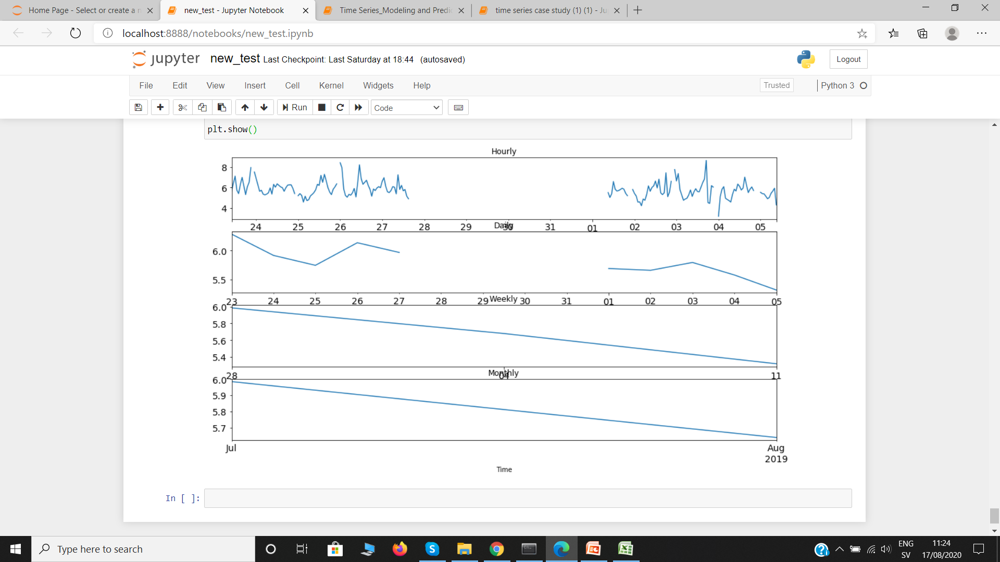 Home Page - Select or create a n
new_test - Jupyter Notebook
Time Series_Modeling and Predic
time series case study (1) (1) - Ju
localhost:8888/notebooks/new_test.ipynb
jupyter new_test Last Checkpoint: Last Saturday at 18:44 (autosaved)
Logout
File Edit View Insert Cell Kernel Widgets Help
Trusted Python 3
Run Code
plt.show()
Hourly
8
6
4
24 25 26 27 28 29 30 31 01 02 03 04 05
Daily
6.0
5.5
23 24 25 26 27 28 29 30 31 01 02 03 04 05
Weekly
6.0
5.8
5.6
5.4
28 04 11
Monthly
6.0
5.9
5.8
5.7
Jul Aug
2019
Time
In [ ]:
Type here to search
ENG 11:24
SV 17/08/2020